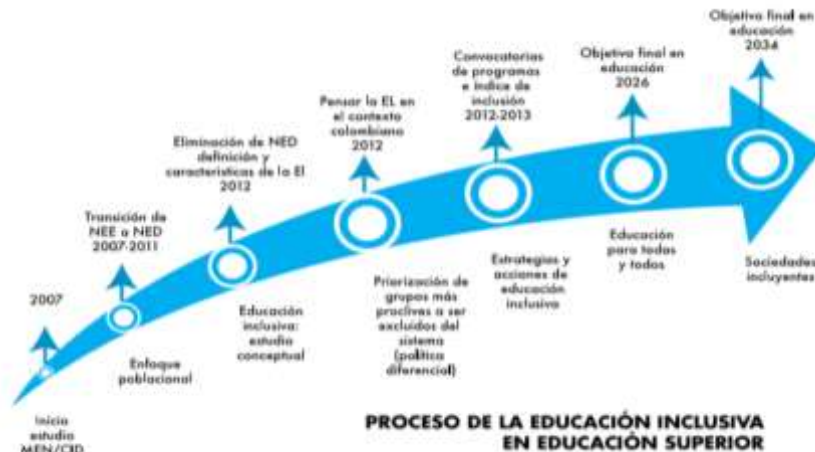 2007
Inicio
estudio
MEN/CID
Transición de
NEE a NED
2007-2011
Enfoque
poblacional
Eliminación de NED
definición y
características de la EI
2012
Educación
inclusiva:
estudio
conceptual
Pensar la EL en
el contexto
colombiano
2012
Priorización de
grupos más
proclives a ser
excluidos del
sistema
(política
diferencial)
Convocatorias
de programas
e índice de
inclusión
2012-2013
Estrategias y
acciones de
educación
inclusiva
Objetivo final en
educación
2026
Educación
para todas
y todos
Objetivo final en
educación
2034
Sociedades
incluyentes
PROCESO DE LA EDUCACIÓN INCLUSIVA
EN EDUCACIÓN SUPERIOR